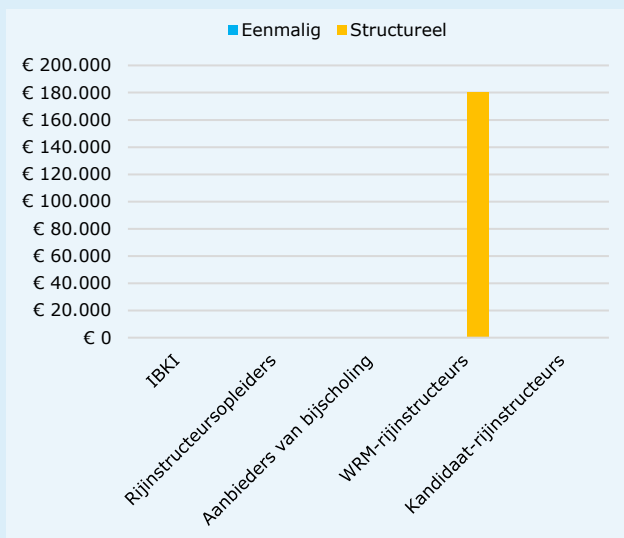 Eenmalig Structureel
€ 200.000
€ 180.000
€ 160.000
€ 140.000
€ 120.000
€ 100.000
€ 80.000
€ 60.000
€ 40.000
€ 20.000
€ 0
IBKI
Rijinstructeursopleiders
Aanbieders van bijscholing
WRM-rijinstructeurs
Kandidaat-rijinstructeurs